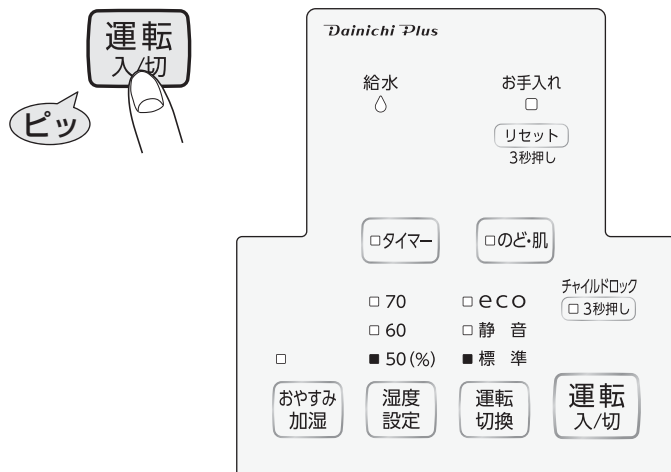 運転
入/切
ピッ
Dainichi Plus
給水
お手入れ
リセット
3秒押し
タイマー
のど・肌
チャイルドロック
3秒押し
70
60
50(%)
eco
静 音
標 準
おやすみ
加湿
湿度
設定
運転
切換
運転
入/切